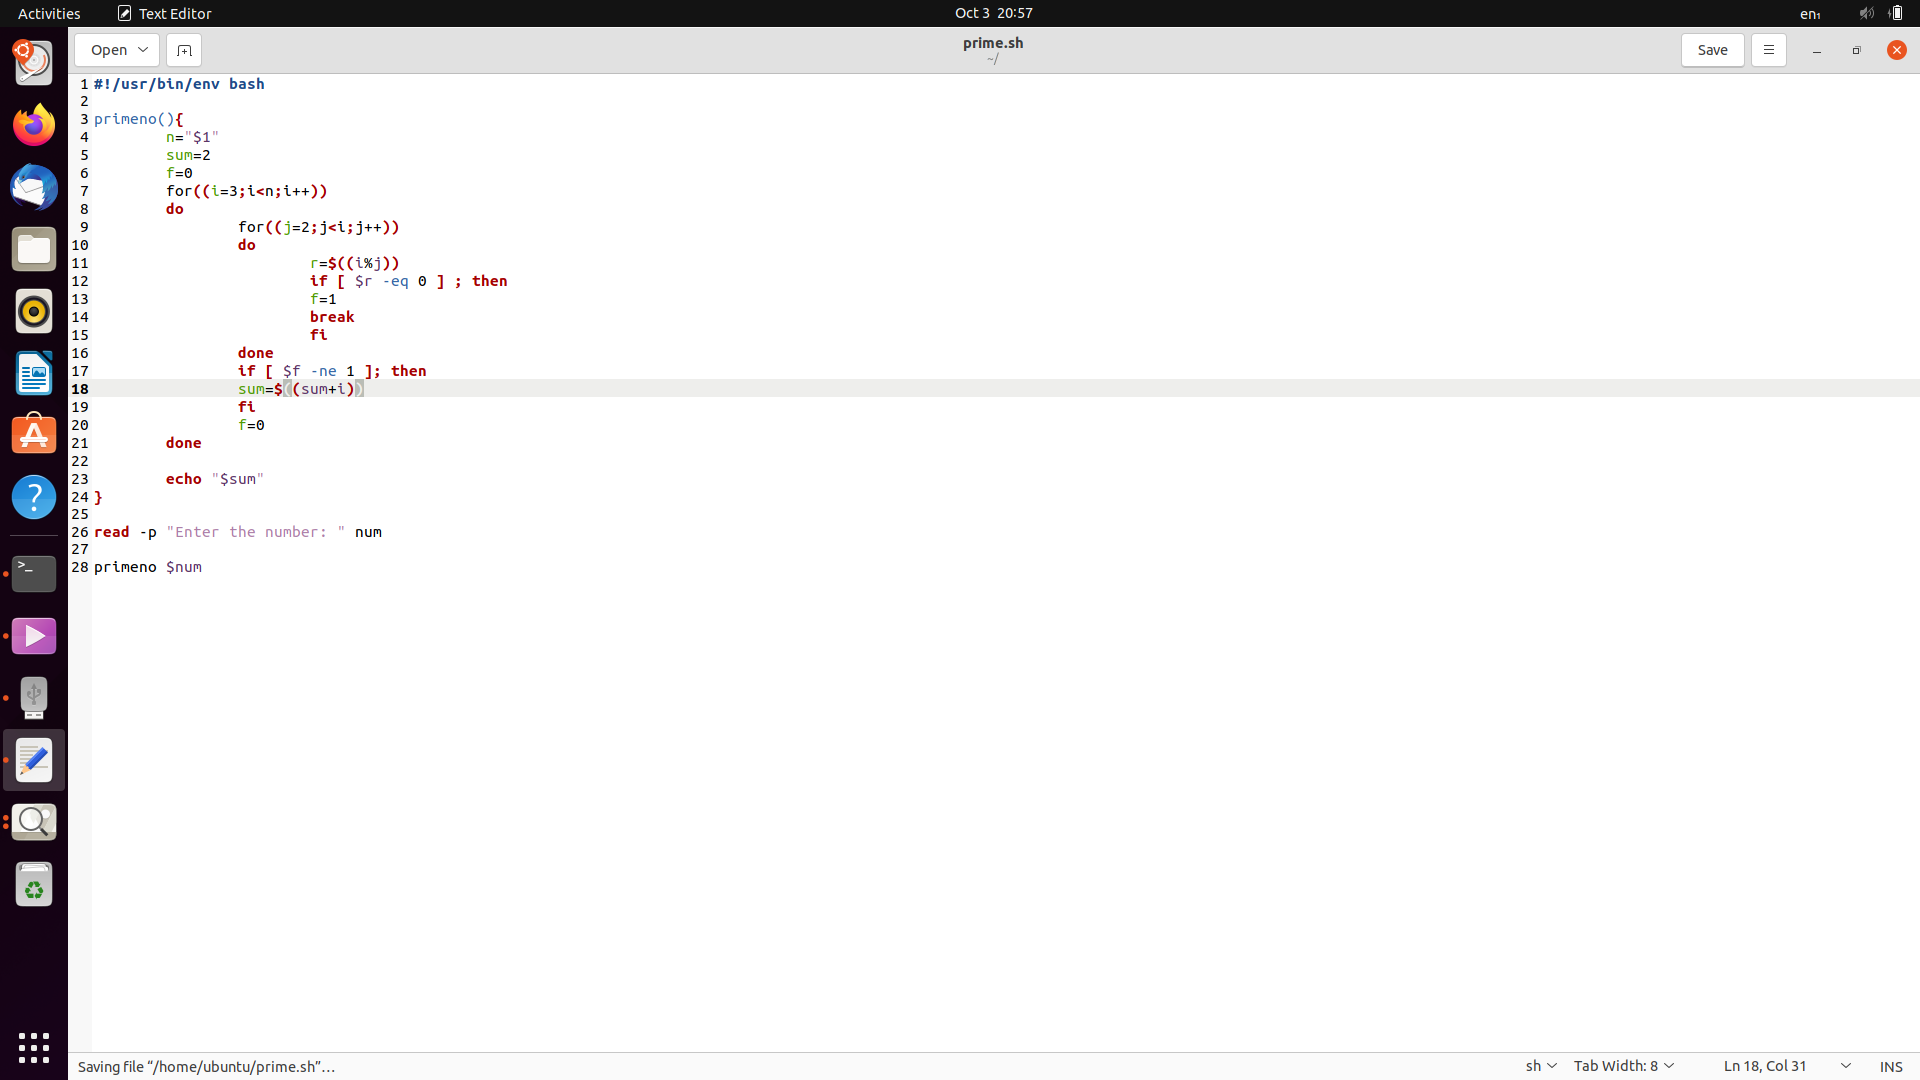 Activities Text Editor Oct 3 20:57 en₁
Open prime.sh Save
~/
1 #!/usr/bin/env bash
2
3 primeno(){
4 n="$1"
5 sum=2
6 f=0
7 for((i=3;i<n;i++))
8 do
9 for((j=2;j<i;j++))
10 do
11 r=$((i%j))
12 if [ $r -eq 0 ] ; then
13 f=1
14 break
15 fi
16 done
17 if [ $f -ne 1 ]; then
18 sum=$((sum+i))
19 fi
20 f=0
21 done
22
23 echo "$sum"
24 }
25
26 read -p "Enter the number: " num
27
28 primeno $num
Saving file “/home/ubuntu/prime.sh”… sh Tab Width: 8 Ln 18, Col 31 INS